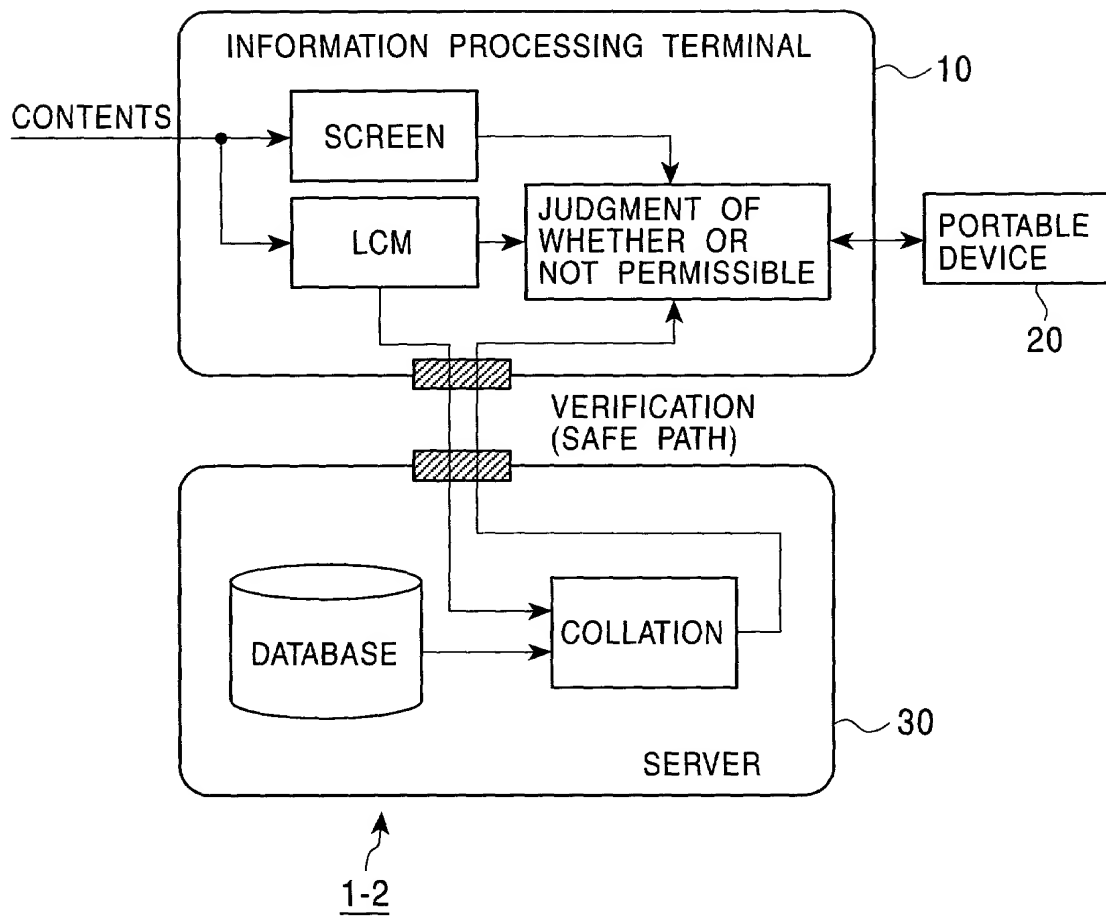 INFORMATION PROCESSING TERMINAL
10
CONTENTS
SCREEN
LCM
JUDGMENT OF
WHETHER OR
NOT PERMISSIBLE
PORTABLE
DEVICE
20
VERIFICATION
(SAFE PATH)
DATABASE
COLLATION
30
SERVER
1-2